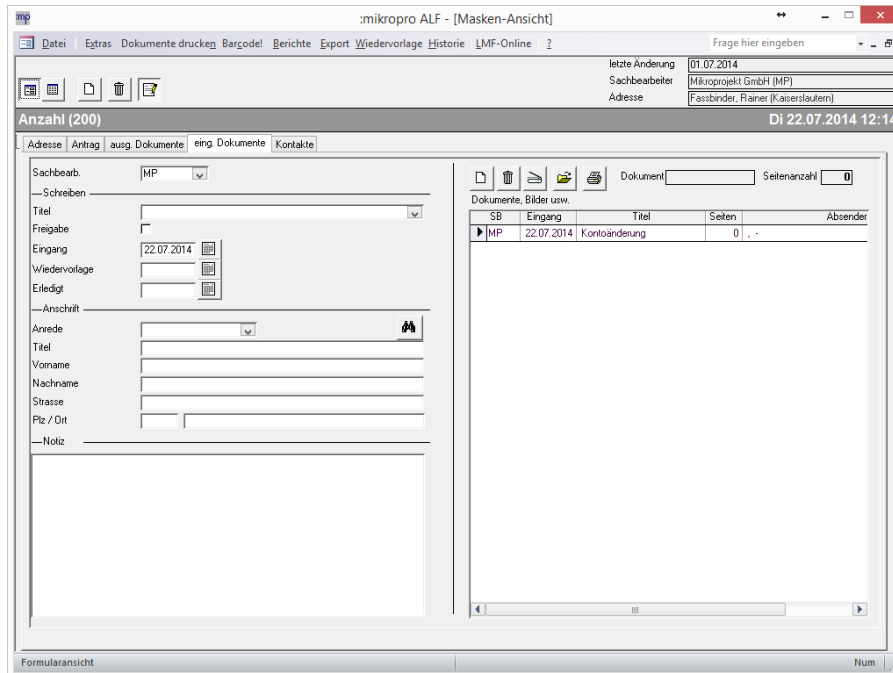 :mp :mikropro ALF - [Masken-Ansicht]
Datei Extras Dokumente drucken Barcode! Berichte Export Wiedervorlage Historie LMF-Online ? Frage hier eingeben
letzte Änderung 01.07.2014
Sachbearbeiter Mikroprojekt GmbH (MP)
Adresse Fassbinder, Rainer (Kaiserslautern)
Anzahl (200) Di 22.07.2014 12:14
Adresse Antrag ausg. Dokumente eing. Dokumente Kontakte
Sachbearb. MP
Schreiben
Titel
Freigabe
Eingang 22.07.2014
Wiedervorlage
Erledigt
Anschrift
Anrede
Titel
Vorname
Nachname
Strasse
Plz / Ort
Notiz
Dokument Seitenanzahl 0
Dokumente, Bilder usw.
SB Eingang Titel Seiten Absender
MP 22.07.2014 Kontoänderung 0 , -
Formularansicht Num